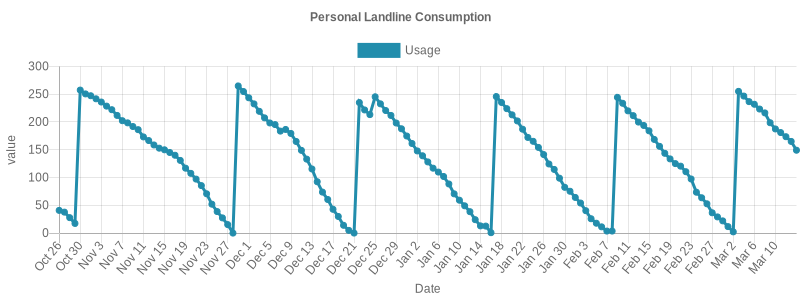 Personal Landline Consumption
Usage
300
250
200
150
100
50
0
value
Oct 26
Oct 30
Nov 3
Nov 7
Nov 11
Nov 15
Nov 19
Nov 23
Nov 27
Dec 1
Dec 5
Dec 9
Dec 13
Dec 17
Dec 21
Dec 25
Dec 29
Jan 2
Jan 6
Jan 10
Jan 14
Jan 18
Jan 22
Jan 26
Jan 30
Feb 3
Feb 7
Feb 11
Feb 15
Feb 19
Feb 23
Feb 27
Mar 2
Mar 6
Mar 10
Date